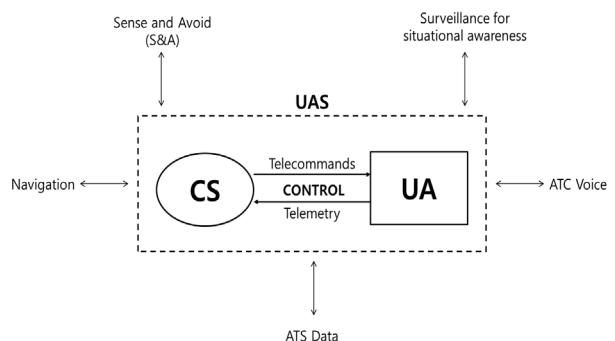 Sense and Avoid
(S&A)
Surveillance for
situational awareness
UAS
Telecommands
Navigation
CS
CONTROL
UA
ATC Voice
Telemetry
ATS Data